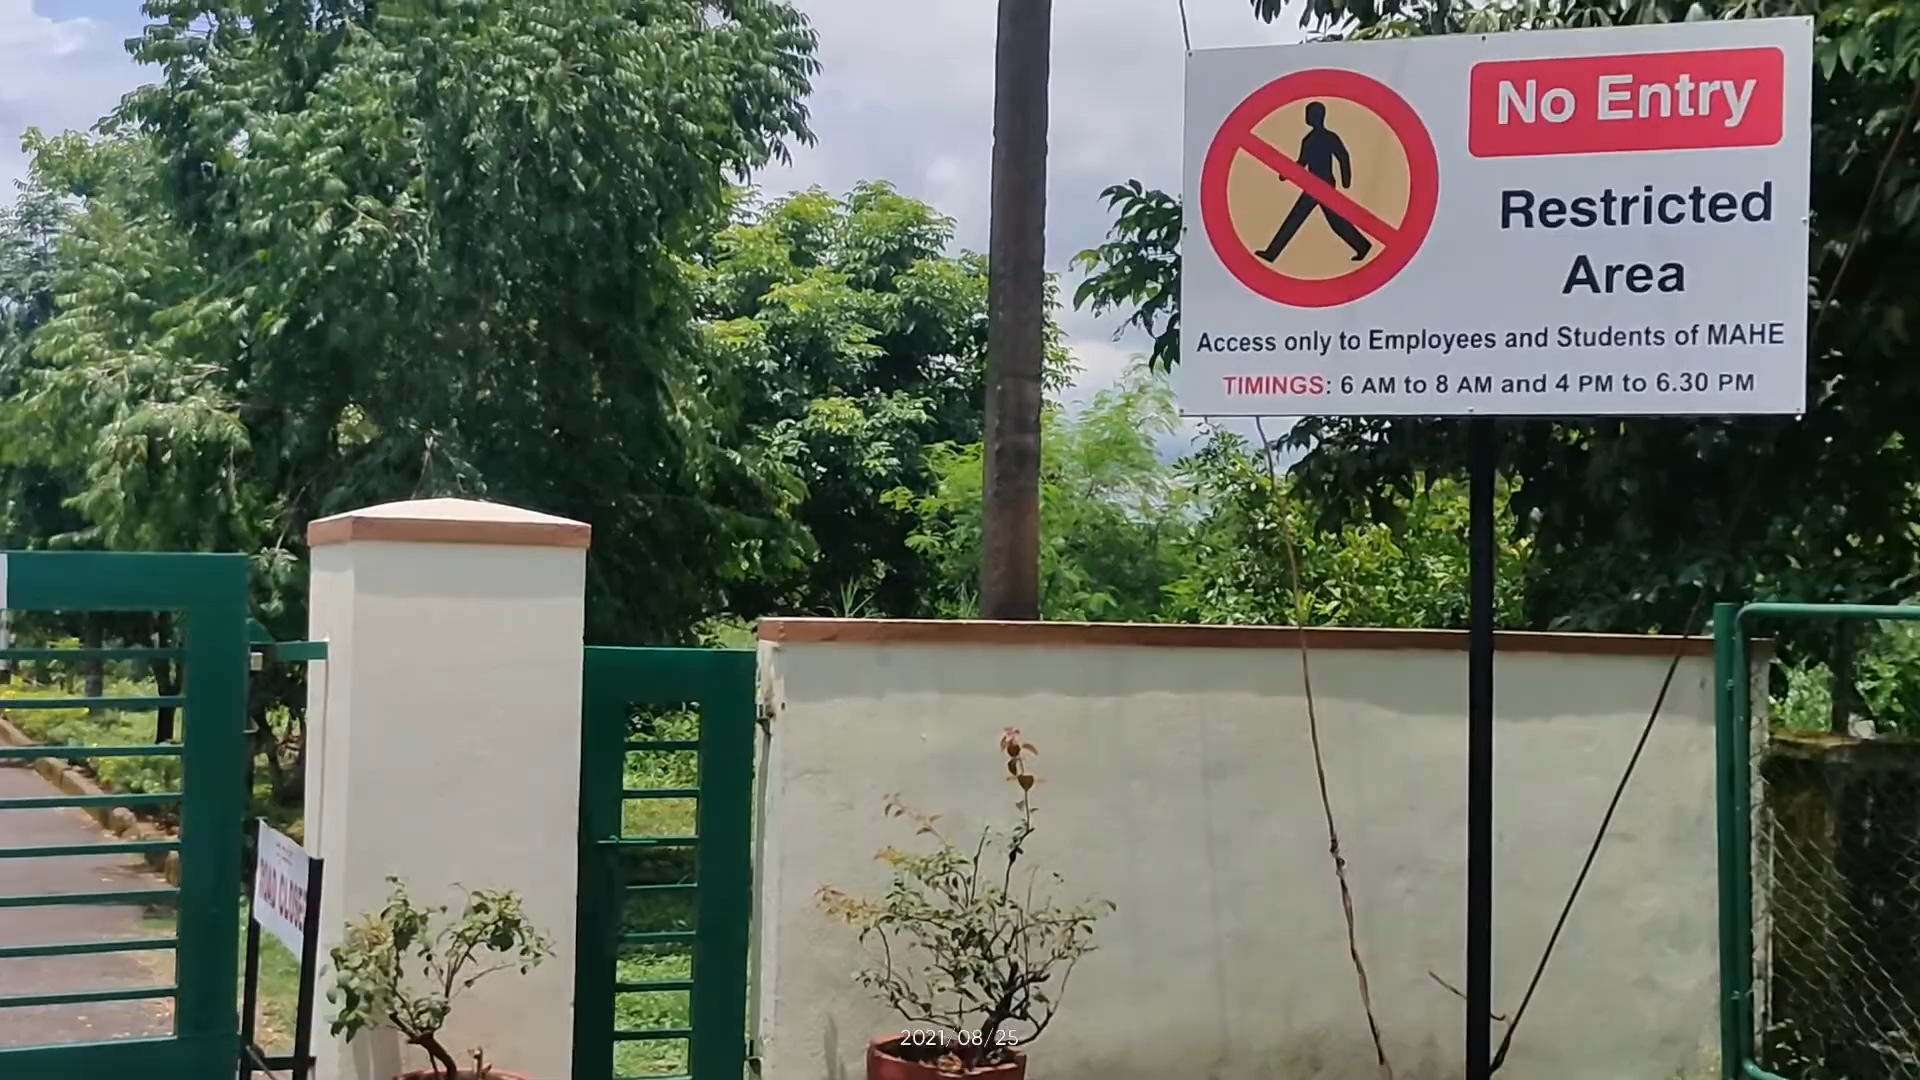 No Entry
Restricted
Area
Access only to Employees and Students of MAHE
TIMINGS: 6 AM to 8 AM and 4 PM to 6.30 PM
ROAD CLOSE
2021/08/25